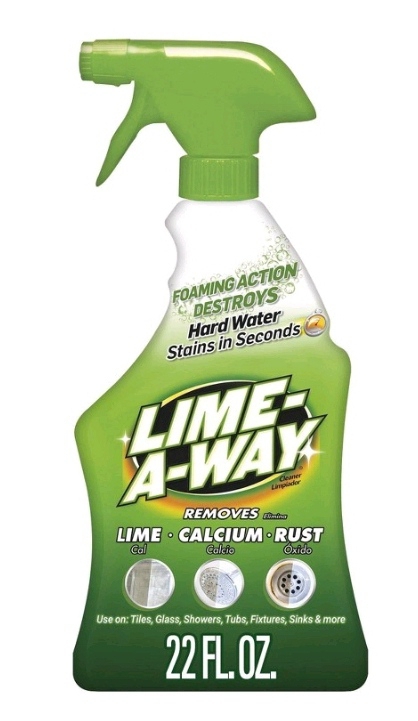 FOAMING ACTION
DESTROYS
Hard Water
Stains in Seconds
LIME-
A-WAY
Cleaner
Limpiador
REMOVES Elimina
LIME · CALCIUM · RUST
Cal Calcio Óxido
Use on: Tiles, Glass, Showers, Tubs, Fixtures, Sinks & more
22 FL. OZ.